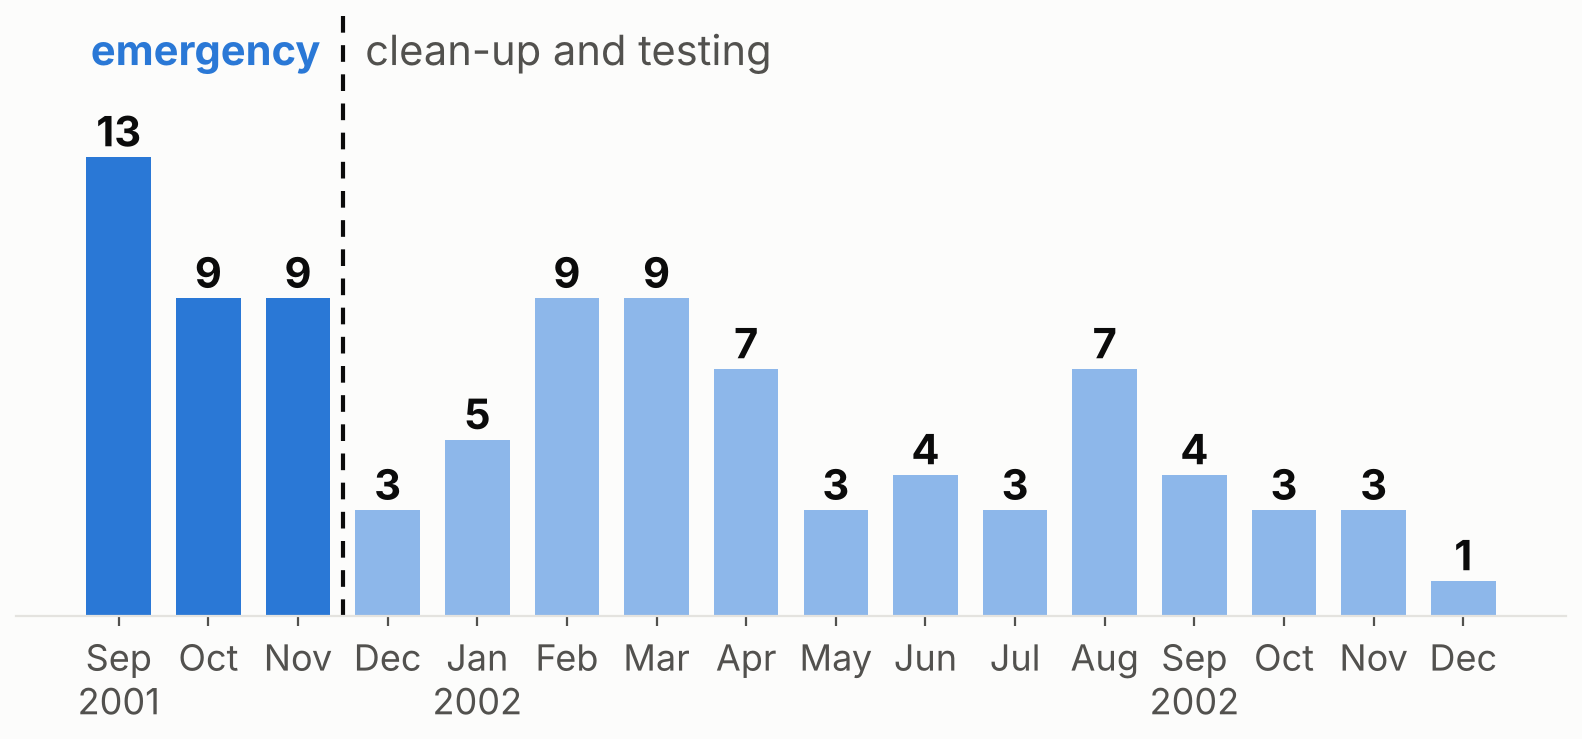 emergency clean-up and testing
13
9 9 9 9
7 7
5
4 4
3 3 3 3 3
1
Sep Oct Nov Dec Jan Feb Mar Apr May Jun Jul Aug Sep Oct Nov Dec
2001 2002 2002